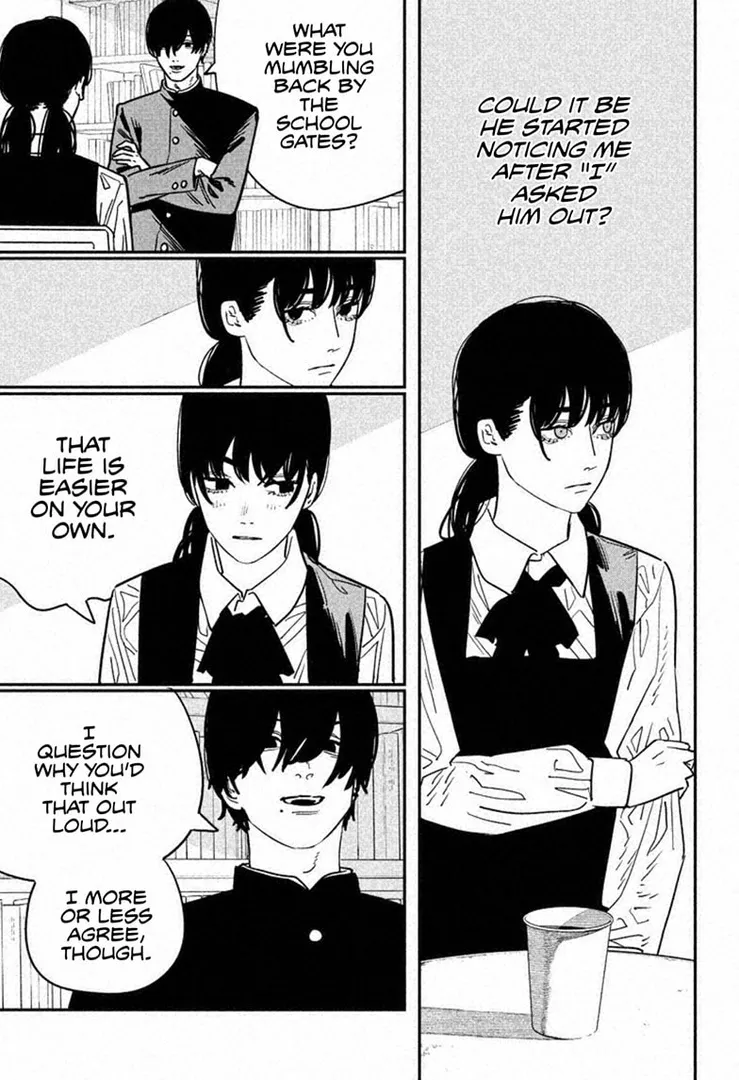 COULD IT BE
HE STARTED
NOTICING ME
AFTER "I"
ASKED
HIM OUT?
WHAT
WERE YOU
MUMBLING
BACK BY
THE
SCHOOL
GATES?
THAT
LIFE IS
EASIER
ON YOUR
OWN.
I
QUESTION
WHY YOU'D
THINK
THAT OUT
LOUD...
I MORE
OR LESS
AGREE,
THOUGH.